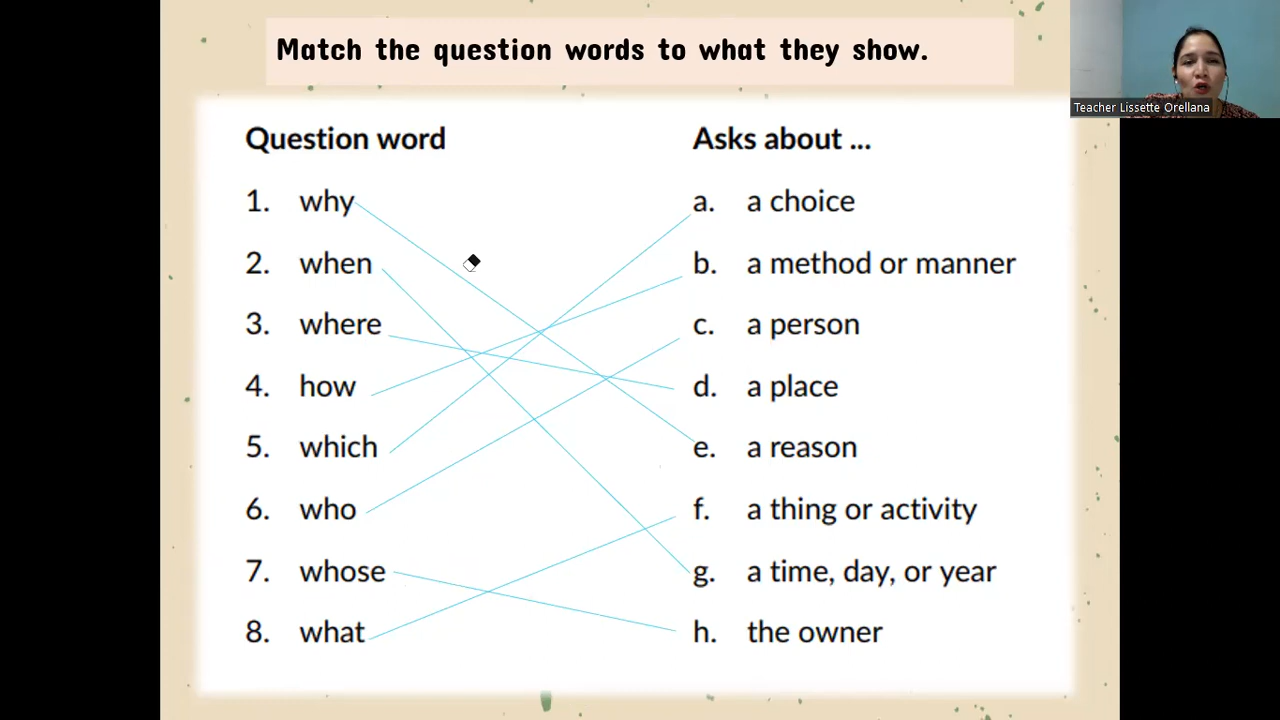 Match the question words to what they show.
Teacher Lissette Orellana
Question word Asks about ...
1. why a. a choice
2. when b. a method or manner
3. where c. a person
4. how d. a place
5. which e. a reason
6. who f. a thing or activity
7. whose g. a time, day, or year
8. what h. the owner